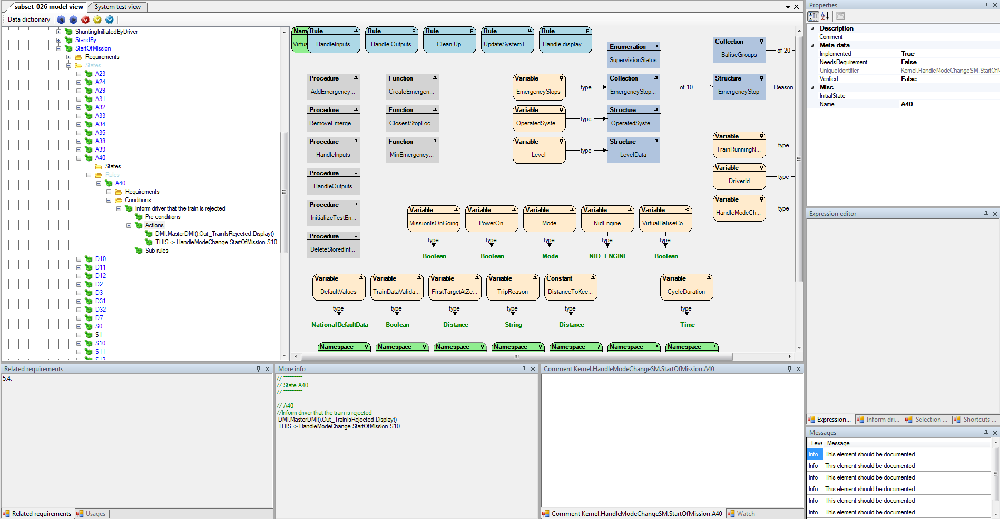 subset-026 model view
System test view
Data dictionary
ShuntingInitiatedByDriver
StandBy
StartOfMission
Requirements
States
A23
A24
A29
A31
A32
A33
A34
A35
A38
A39
A40
States
Rules
A40
Requirements
Conditions
Inform driver that the train is rejected
Pre conditions
Actions
DMI.MasterDMI().Out_TrainIsRejected.Display()
THIS <- HandleModeChange.StartOfMission.S10
Sub rules
D10
D11
D12
D2
D3
D31
D32
D7
S0
S1
S10
S11
S12
Nam
Virtua
Rule
HandleInputs
Rule
Handle Outputs
Rule
Clean Up
Rule
UpdateSystemT...
Rule
Handle display ...
Enumeration
SupervisionStatus
Collection
BaliseGroups
of 20
Procedure
AddEmergency...
Function
CreateEmergen...
Variable
EmergencyStops
type
Collection
EmergencyStop...
of 10
Structure
EmergencyStop
Reason
Procedure
RemoveEmerge...
Function
ClosestStopLoc...
Variable
OperatedSyste...
type
Structure
OperatedSyste...
Procedure
HandleInputs
Function
MinEmergency...
Variable
Level
type
Structure
LevelData
Variable
TrainRunningN...
type
Procedure
HandleOutputs
Variable
DriverId
type
Procedure
InitializeTestEn...
Variable
HandleModeCh...
type
Procedure
DeleteStoredInf...
Variable
MissionIsOnGoing
type
Boolean
Variable
PowerOn
type
Boolean
Variable
Mode
type
Mode
Variable
NidEngine
type
NID_ENGINE
Variable
VirtualBaliseCo...
type
Boolean
Variable
DefaultValues
type
NationalDefaultData
Variable
TrainDataValida...
type
Boolean
Variable
FirstTargetAtZe...
type
Distance
Variable
TripReason
type
String
Constant
DistanceToKee...
type
Distance
Variable
CycleDuration
type
Time
Namespace
Namespace
Namespace
Namespace
Namespace
Namespace
Namespace
Properties
Description
Comment
Meta data
Implemented True
NeedsRequirement False
UniqueIdentifier Kernel.HandleModeChangeSM.StartOfM
Verified False
Misc
InitialState
Name A40
Expression editor
Expression...
Inform dri...
Selection ...
Shortcuts ...
Related requirements
5.4,
Related requirements
Usages
More info
// *********
// State A40
// *********
// A40
//Inform driver that the train is rejected
DMI.MasterDMI().Out_TrainIsRejected.Display()
THIS <- HandleModeChange.StartOfMission.S10
Comment Kernel.HandleModeChangeSM.StartOfMission.A40
Comment Kernel.HandleModeChangeSM.StartOfMission.A40
Watch
Messages
Leve Message
Info This element should be documented
Info This element should be documented
Info This element should be documented
Info This element should be documented
Info This element should be documented
Info This element should be documented